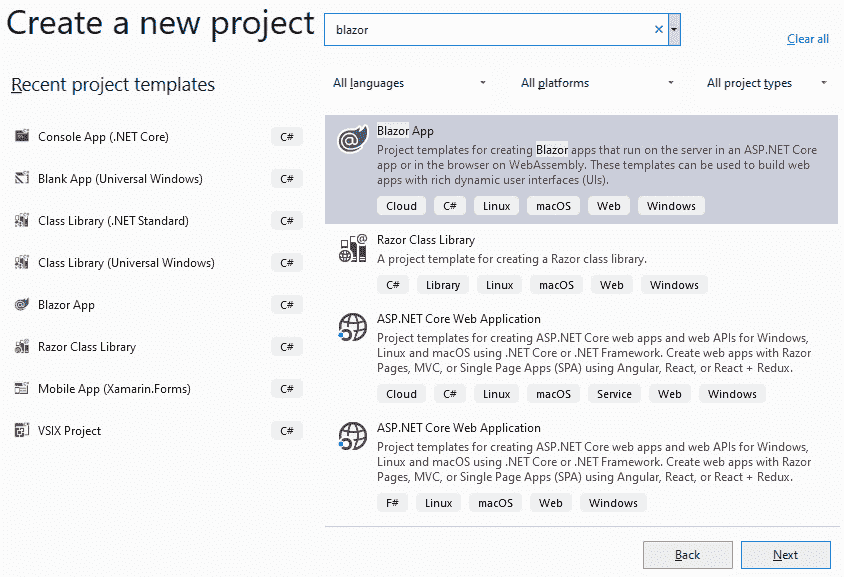 Create a new project
blazor
Clear all
Recent project templates
All languages
All platforms
All project types
Console App (.NET Core)
C#
Blank App (Universal Windows)
C#
Class Library (.NET Standard)
C#
Class Library (Universal Windows)
C#
Blazor App
C#
Razor Class Library
C#
Mobile App (Xamarin.Forms)
C#
VSIX Project
C#
Blazor App
Project templates for creating Blazor apps that run on the server in an ASP.NET Core
app or in the browser on WebAssembly. These templates can be used to build web
apps with rich dynamic user interfaces (UIs).
Cloud C# Linux macOS Web Windows
Razor Class Library
A project template for creating a Razor class library.
C# Library Linux macOS Web Windows
ASP.NET Core Web Application
Project templates for creating ASP.NET Core web apps and web APIs for Windows,
Linux and macOS using .NET Core or .NET Framework. Create web apps with Razor
Pages, MVC, or Single Page Apps (SPA) using Angular, React, or React + Redux.
Cloud C# Linux macOS Service Web Windows
ASP.NET Core Web Application
Project templates for creating ASP.NET Core web apps and web APIs for Windows,
Linux and macOS using .NET Core or .NET Framework. Create web apps with Razor
Pages, MVC, or Single Page Apps (SPA) using Angular, React, or React + Redux.
F# Linux macOS Web Windows
Back
Next